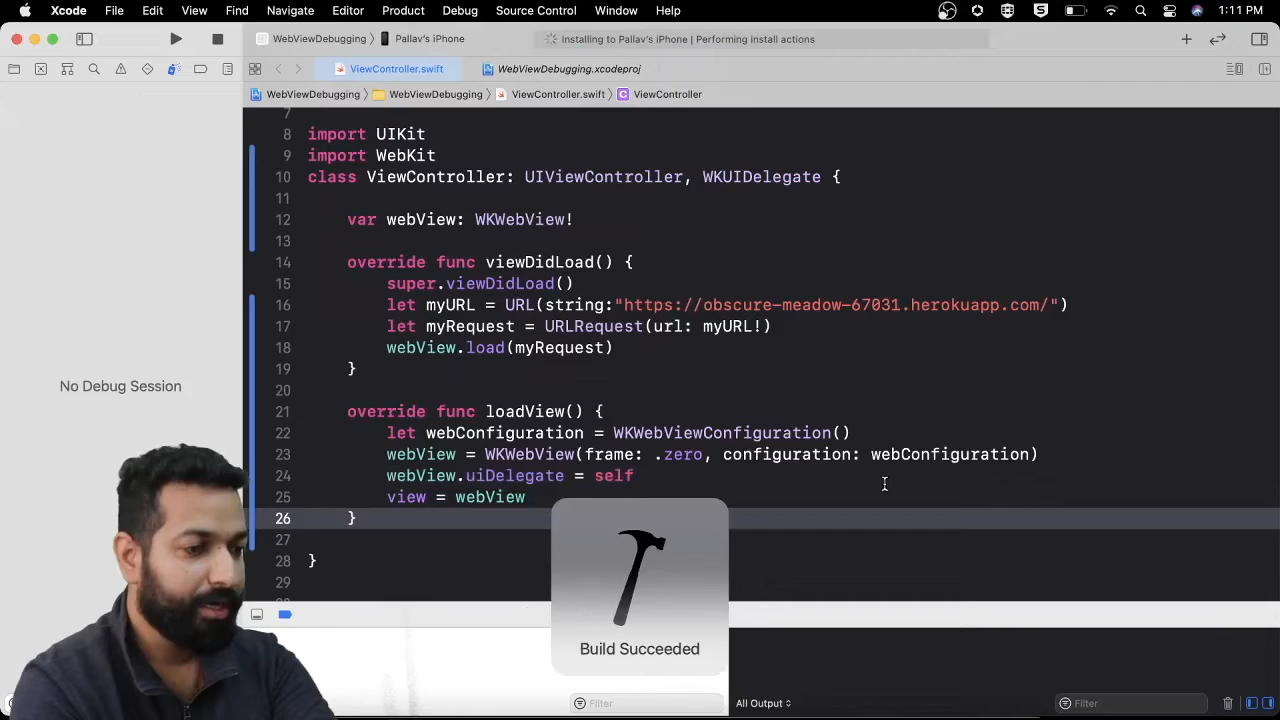 Xcode File Edit View Find Navigate Editor Product Debug Source Control Window Help 1:11 PM
WebViewDebugging Pallav's iPhone Installing to Pallav's iPhone | Performing install actions
ViewController.swift WebViewDebugging.xcodeproj
WebViewDebugging WebViewDebugging ViewController.swift ViewController
7
8 import UIKit
9 import WebKit
10 class ViewController: UIViewController, WKUIDelegate {
11
12 var webView: WKWebView!
13
14 override func viewDidLoad() {
15 super.viewDidLoad()
16 let myURL = URL(string:"https://obscure-meadow-67031.herokuapp.com/")
17 let myRequest = URLRequest(url: myURL!)
18 webView.load(myRequest)
19 }
20
21 override func loadView() {
22 let webConfiguration = WKWebViewConfiguration()
23 webView = WKWebView(frame: .zero, configuration: webConfiguration)
24 webView.uiDelegate = self
25 view = webView
26 }
27
28 }
29
No Debug Session
Build Succeeded
Filter All Output Filter